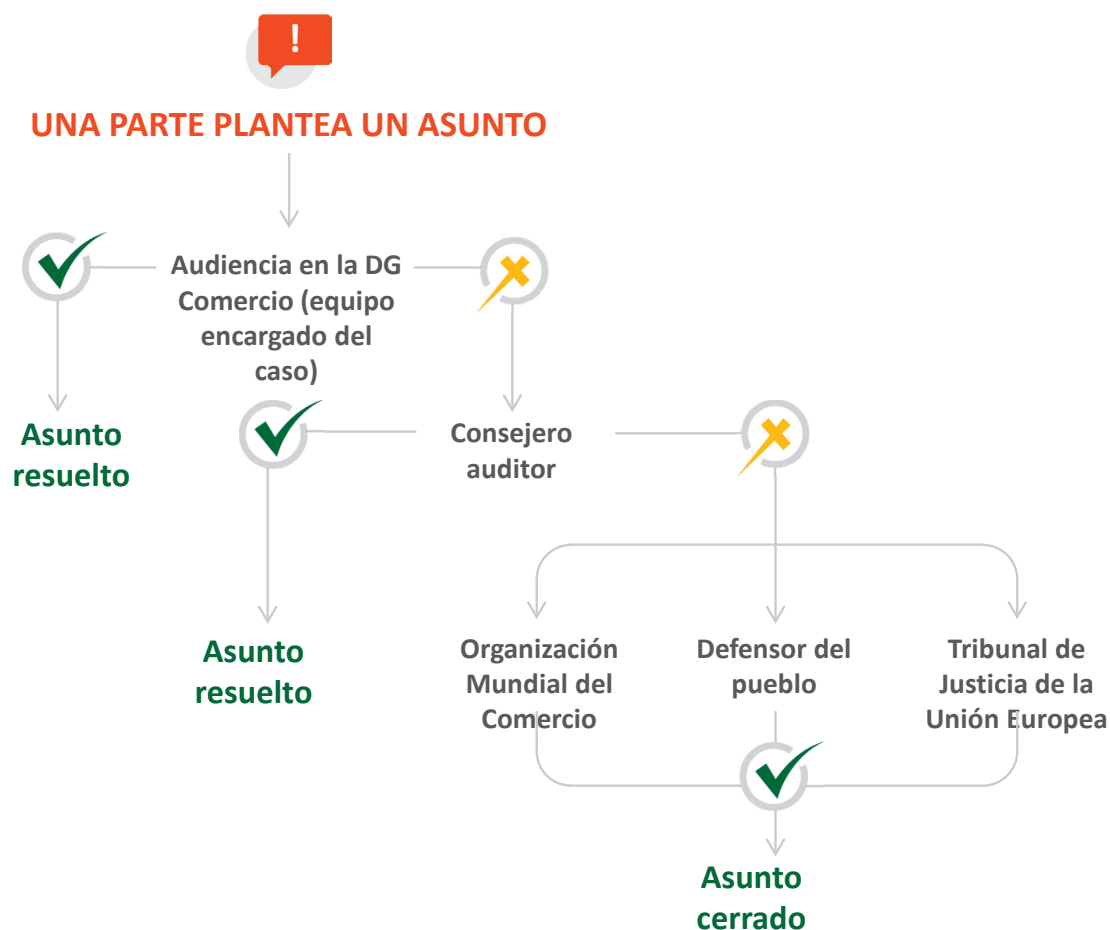 !
UNA PARTE PLANTEA UN ASUNTO
Audiencia en la DG
Comercio (equipo
encargado del
caso)
Asunto
resuelto
Consejero
auditor
Asunto
resuelto
Organización
Mundial del
Comercio
Defensor del
pueblo
Tribunal de
Justicia de la
Unión Europea
Asunto
cerrado